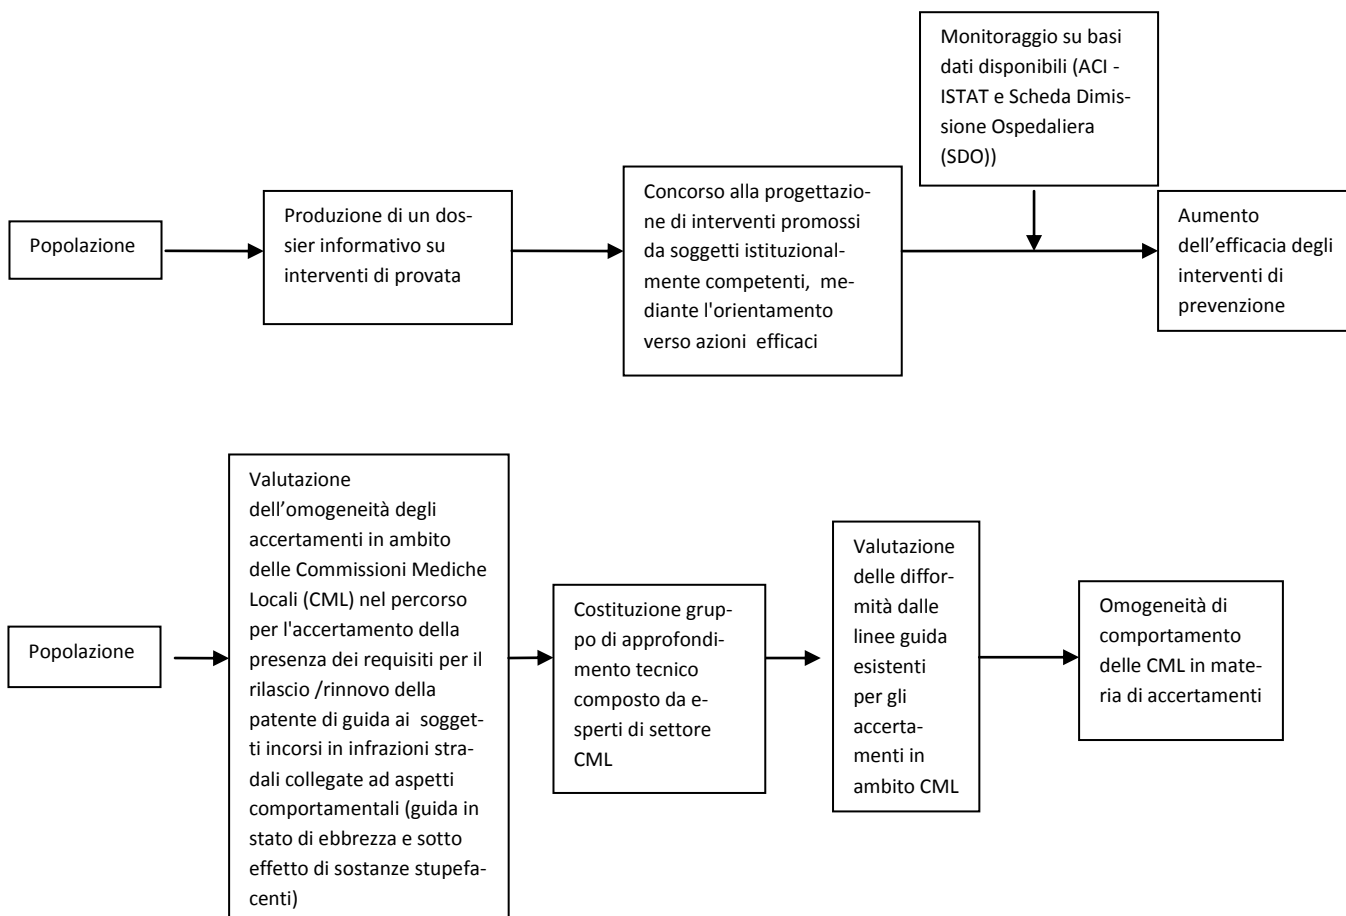 Monitoraggio su basi
dati disponibili (ACI -
ISTAT e Scheda Dimis-
sione Ospedaliera
(SDO))
Popolazione
Produzione di un dos-
sier informativo su
interventi di provata
Concorso alla progettazio-
ne di interventi promossi
da soggetti istituzional-
mente competenti, me-
diante l'orientamento
verso azioni efficaci
Aumento
dell’efficacia degli
interventi di
prevenzione
Popolazione
Valutazione
dell’omogeneità degli
accertamenti in ambito
delle Commissioni Mediche
Locali (CML) nel percorso
per l'accertamento della
presenza dei requisiti per il
rilascio /rinnovo della
patente di guida ai sogget-
ti incorsi in infrazioni stra-
dali collegate ad aspetti
comportamentali (guida in
stato di ebbrezza e sotto
effetto di sostanze stupefa-
centi)
Costituzione grup-
po di approfondi-
mento tecnico
composto da e-
sperti di settore
CML
Valutazione
delle diffor-
mità dalle
linee guida
esistenti
per gli
accerta-
menti in
ambito CML
Omogeneità di
comportamento
delle CML in mate-
ria di accertamenti